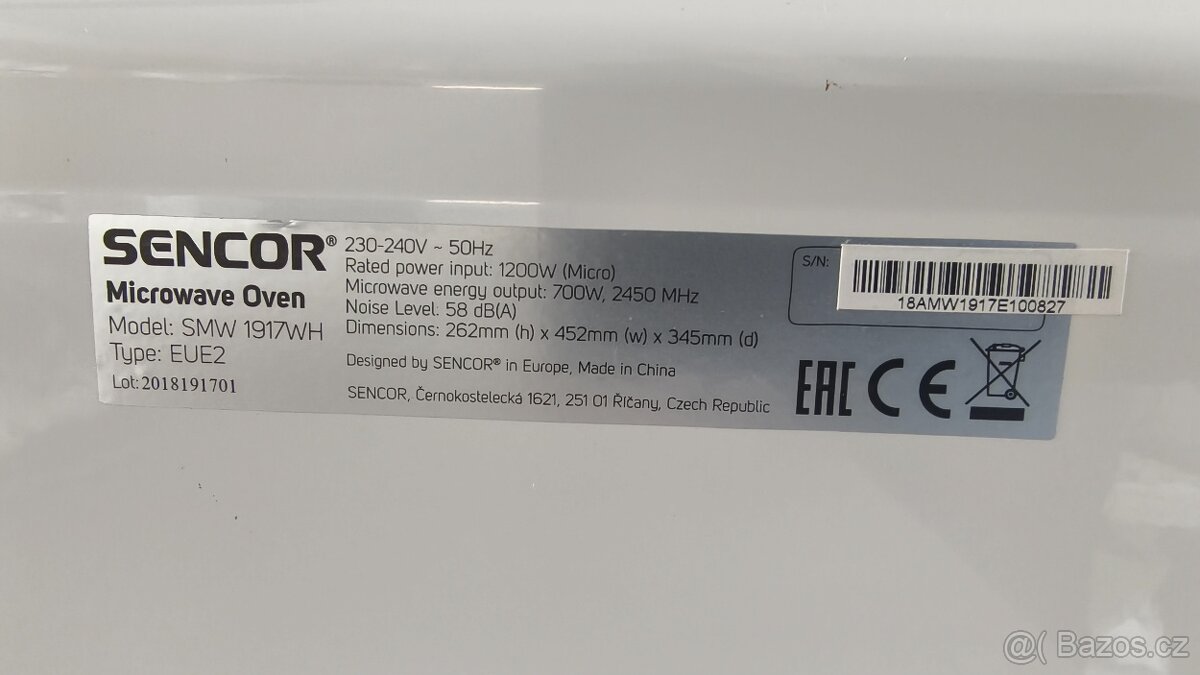 SENCOR®
Microwave Oven
Model: SMW 1917WH
Type: EUE2
Lot: 2018191701
230-240V ~ 50Hz
Rated power input: 1200W (Micro)
Microwave energy output: 700W, 2450 MHz
Noise Level: 58 dB(A)
Dimensions: 262mm (h) x 452mm (w) x 345mm (d)
Designed by SENCOR® in Europe, Made in China
SENCOR, Černokostelecká 1621, 251 01 Říčany, Czech Republic
S/N:
18AMW1917E100827
EAC CE
@( Bazos.cz